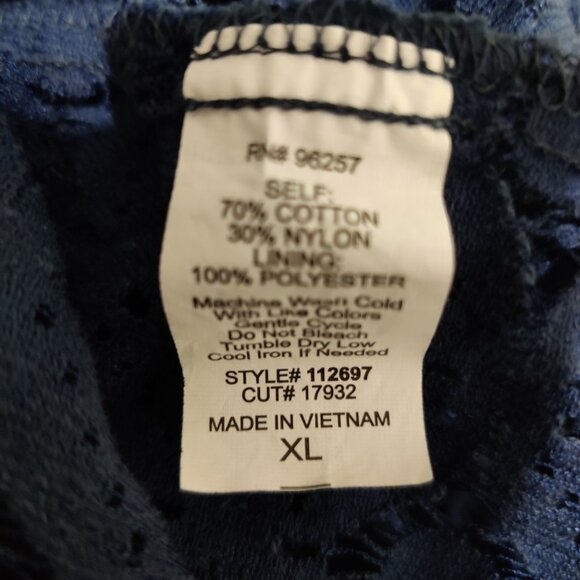 RN# 96257
SELF:
70% COTTON
30% NYLON
LINING:
100% POLYESTER
Machine Wash Cold
With Like Colors
Gentle Cycle
Do Not Bleach
Tumble Dry Low
Cool Iron If Needed
STYLE# 112697
CUT# 17932
MADE IN VIETNAM
XL